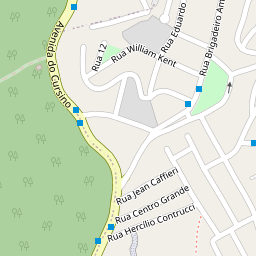 Avenida do Cursino
Rua 12
Rua William Kent
Rua Eduardo
Rua Brigadeiro Am
Rua Jean Caffieri
Rua Centro Grande
Rua Hercílio Contrucci